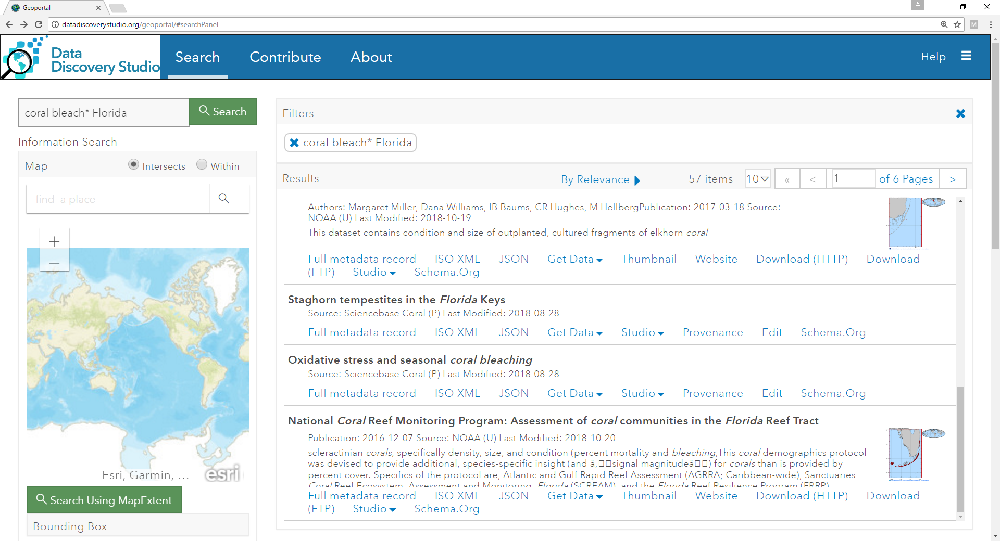 Geoportal
datadiscoverystudio.org/geoportal/#searchPanel
M
Data
Discovery Studio
Search
Contribute
About
Help
coral bleach* Florida
Search
Information Search
Map
Intersects
Within
find a place
+
−
Esri, Garmin, ...
esri
Search Using MapExtent
Bounding Box
Filters
coral bleach* Florida
Results
By Relevance
57 items
10
«
<
1
of 6 Pages
>
Authors: Margaret Miller, Dana Williams, IB Baums, CR Hughes, M HellbergPublication: 2017-03-18 Source:
NOAA (U) Last Modified: 2018-10-19
This dataset contains condition and size of outplanted, cultured fragments of elkhorn coral
Full metadata record ISO XML JSON Get Data Thumbnail Website Download (HTTP) Download
(FTP) Studio Schema.Org
Staghorn tempestites in the Florida Keys
Source: Sciencebase Coral (P) Last Modified: 2018-08-28
Full metadata record ISO XML JSON Get Data Studio Provenance Edit Schema.Org
Oxidative stress and seasonal coral bleaching
Source: Sciencebase Coral (P) Last Modified: 2018-08-28
Full metadata record ISO XML JSON Get Data Studio Provenance Edit Schema.Org
National Coral Reef Monitoring Program: Assessment of coral communities in the Florida Reef Tract
Publication: 2016-12-07 Source: NOAA (U) Last Modified: 2018-10-20
scleractinian corals, specifically density, size, and condition (percent mortality and bleaching,This coral demographics protocol
was devised to provide additional, species-specific insight (and â,□□signal magnitudeâ□□) for corals than is provided by
percent cover. Specifics of the protocol are, Atlantic and Gulf Rapid Reef Assessment (AGRRA; Caribbean-wide), Sanctuaries
Coral Reef Ecosystem Assessment and Monitoring, Florida (SCREAM), and the Florida Reef Resilience Program (FRRP)
Full metadata record ISO XML JSON Get Data Thumbnail Website Download (HTTP) Download
(FTP) Studio Schema.Org